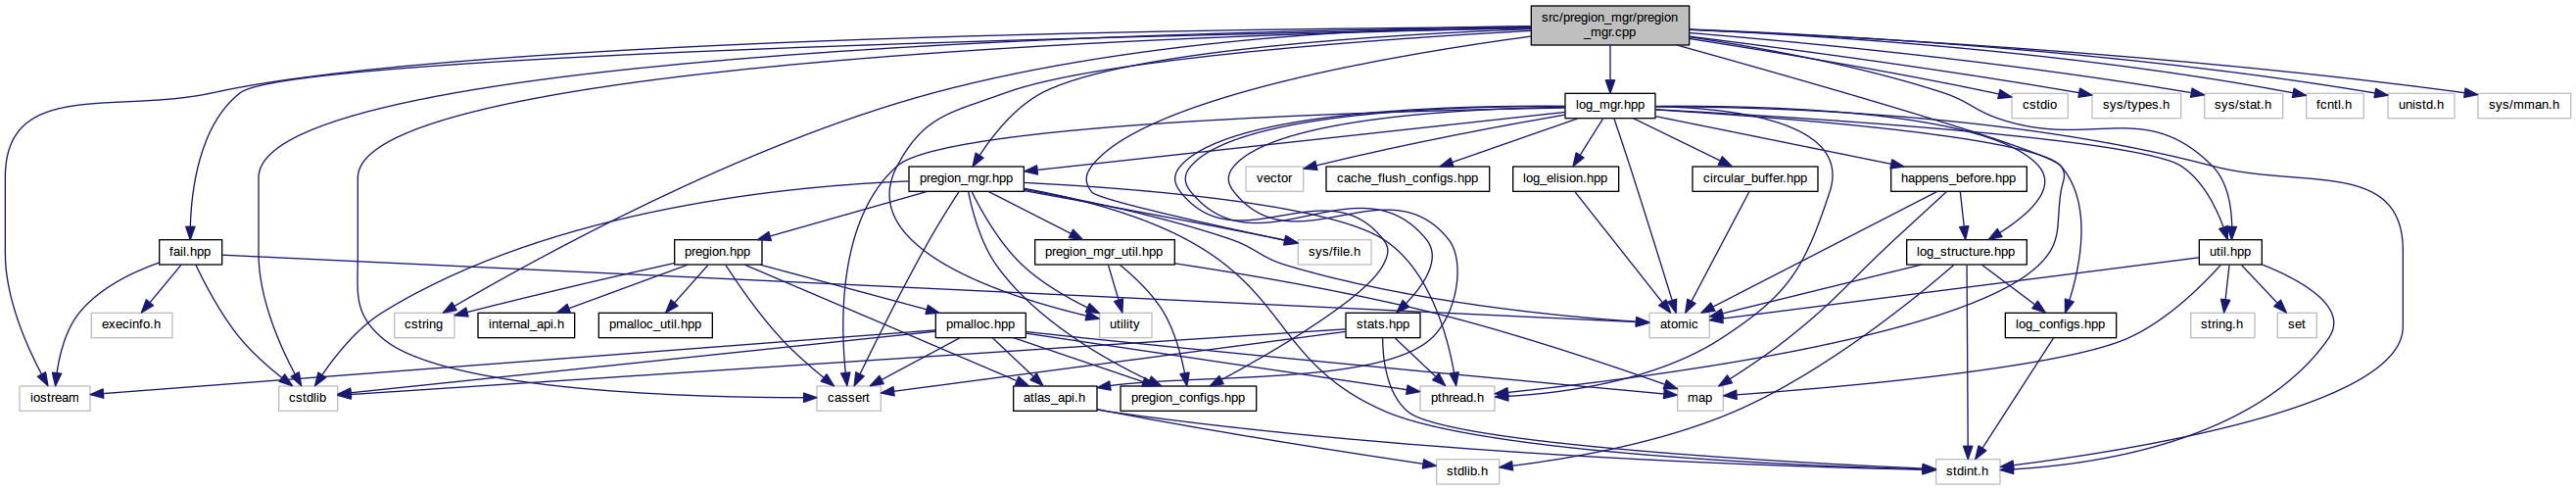 src/pregion_mgr/pregion
_mgr.cpp
log_mgr.hpp
cstdio
sys/types.h
sys/stat.h
fcntl.h
unistd.h
sys/mman.h
pregion_mgr.hpp
vector
cache_flush_configs.hpp
log_elision.hpp
circular_buffer.hpp
happens_before.hpp
fail.hpp
pregion.hpp
pregion_mgr_util.hpp
sys/file.h
log_structure.hpp
util.hpp
execinfo.h
cstring
internal_api.h
pmalloc_util.hpp
pmalloc.hpp
utility
stats.hpp
atomic
log_configs.hpp
string.h
set
iostream
cstdlib
cassert
atlas_api.h
pregion_configs.hpp
pthread.h
map
stdlib.h
stdint.h